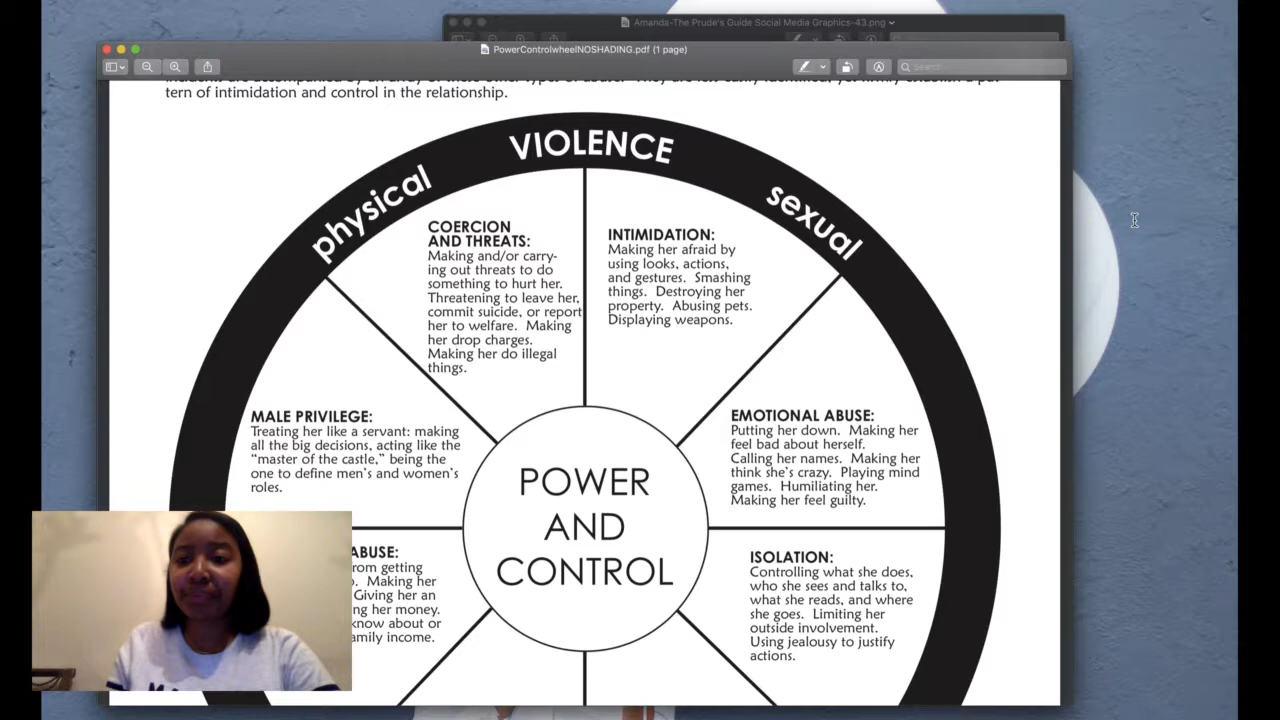 Amanda-The Prude's Guide Social Media Graphics-43.png
PowerControlwheelNOSHADING.pdf (1 page)
Search
tern of intimidation and control in the relationship.
physical
VIOLENCE
sexual
COERCION
AND THREATS:
Making and/or carry-
ing out threats to do
something to hurt her.
Threatening to leave her,
commit suicide, or report
her to welfare. Making
her drop charges.
Making her do illegal
things.
INTIMIDATION:
Making her afraid by
using looks, actions,
and gestures. Smashing
things. Destroying her
property. Abusing pets.
Displaying weapons.
MALE PRIVILEGE:
Treating her like a servant: making
all the big decisions, acting like the
“master of the castle,” being the
one to define men’s and women’s
roles.
EMOTIONAL ABUSE:
Putting her down. Making her
feel bad about herself.
Calling her names. Making her
think she’s crazy. Playing mind
games. Humiliating her.
Making her feel guilty.
POWER
AND
CONTROL
ABUSE:
rom getting
Making her
Giving her an
ng her money.
know about or
amily income.
ISOLATION:
Controlling what she does,
who she sees and talks to,
what she reads, and where
she goes. Limiting her
outside involvement.
Using jealousy to justify
actions.